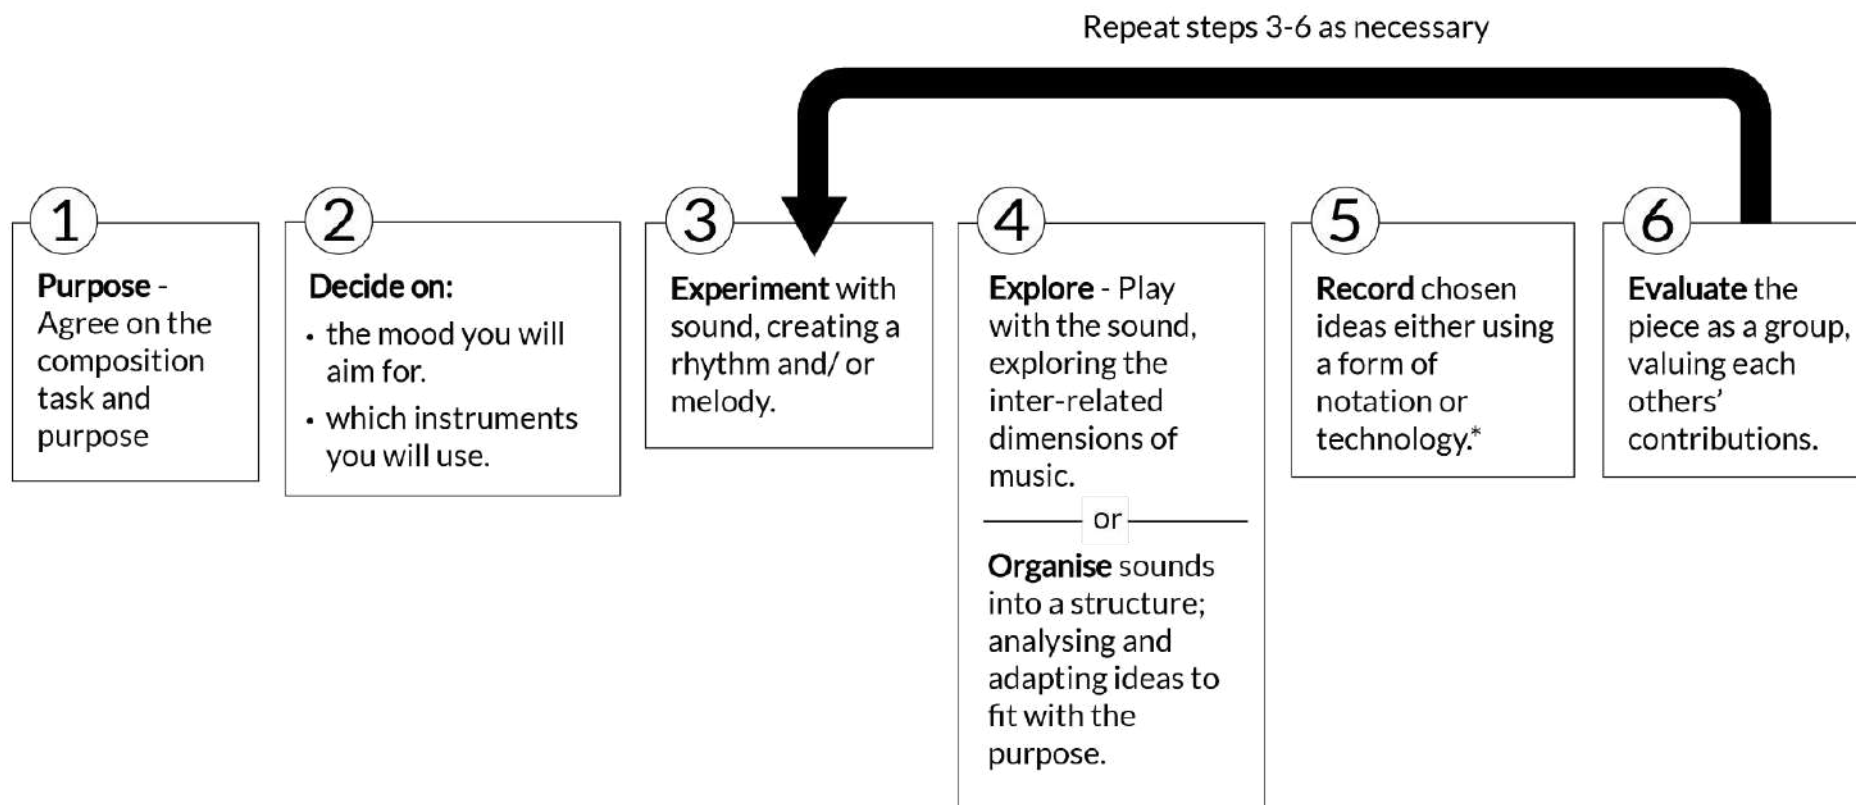 Repeat steps 3-6 as necessary
1
Purpose -
Agree on the
composition
task and
purpose
2
Decide on:
• the mood you will
aim for.
• which instruments
you will use.
3
Experiment with
sound, creating a
rhythm and/ or
melody.
4
Explore - Play
with the sound,
exploring the
inter-related
dimensions of
music.
or
Organise sounds
into a structure;
analysing and
adapting ideas to
fit with the
purpose.
5
Record chosen
ideas either using
a form of
notation or
technology.*
6
Evaluate the
piece as a group,
valuing each
others’
contributions.